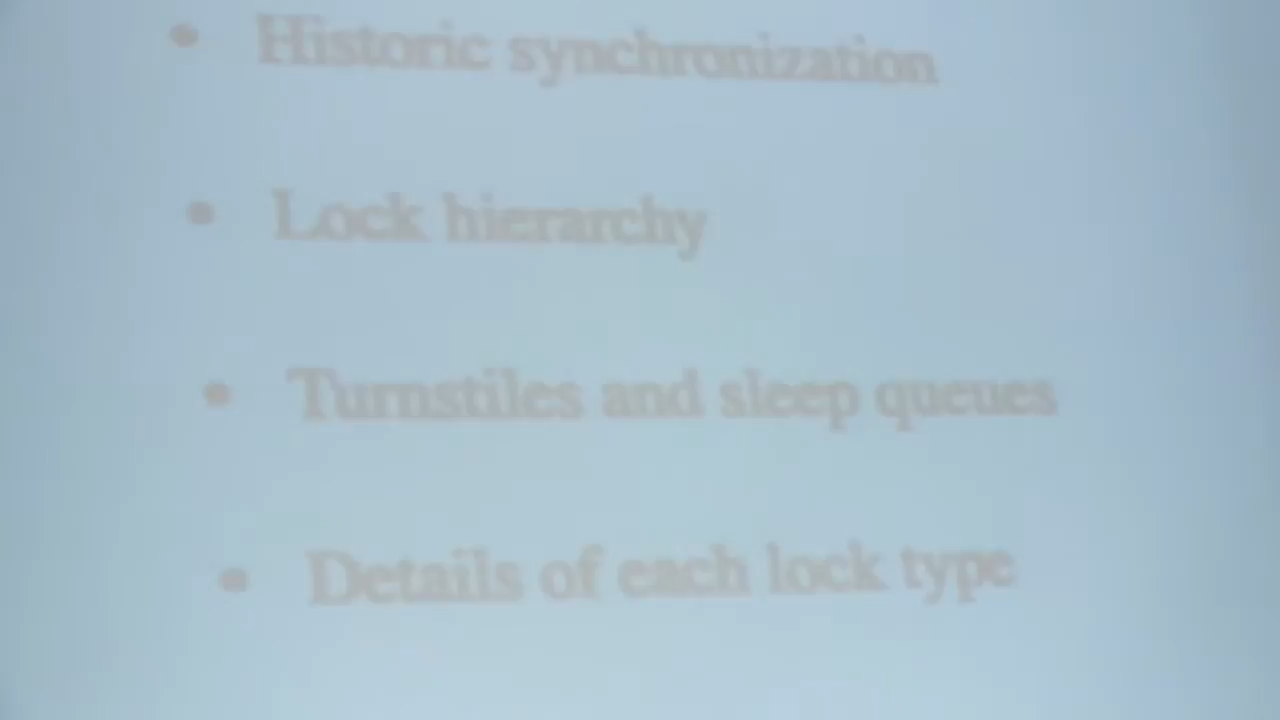 • Historic synchronization
• Lock hierarchy
• Turnstiles and sleep queues
• Details of each lock type